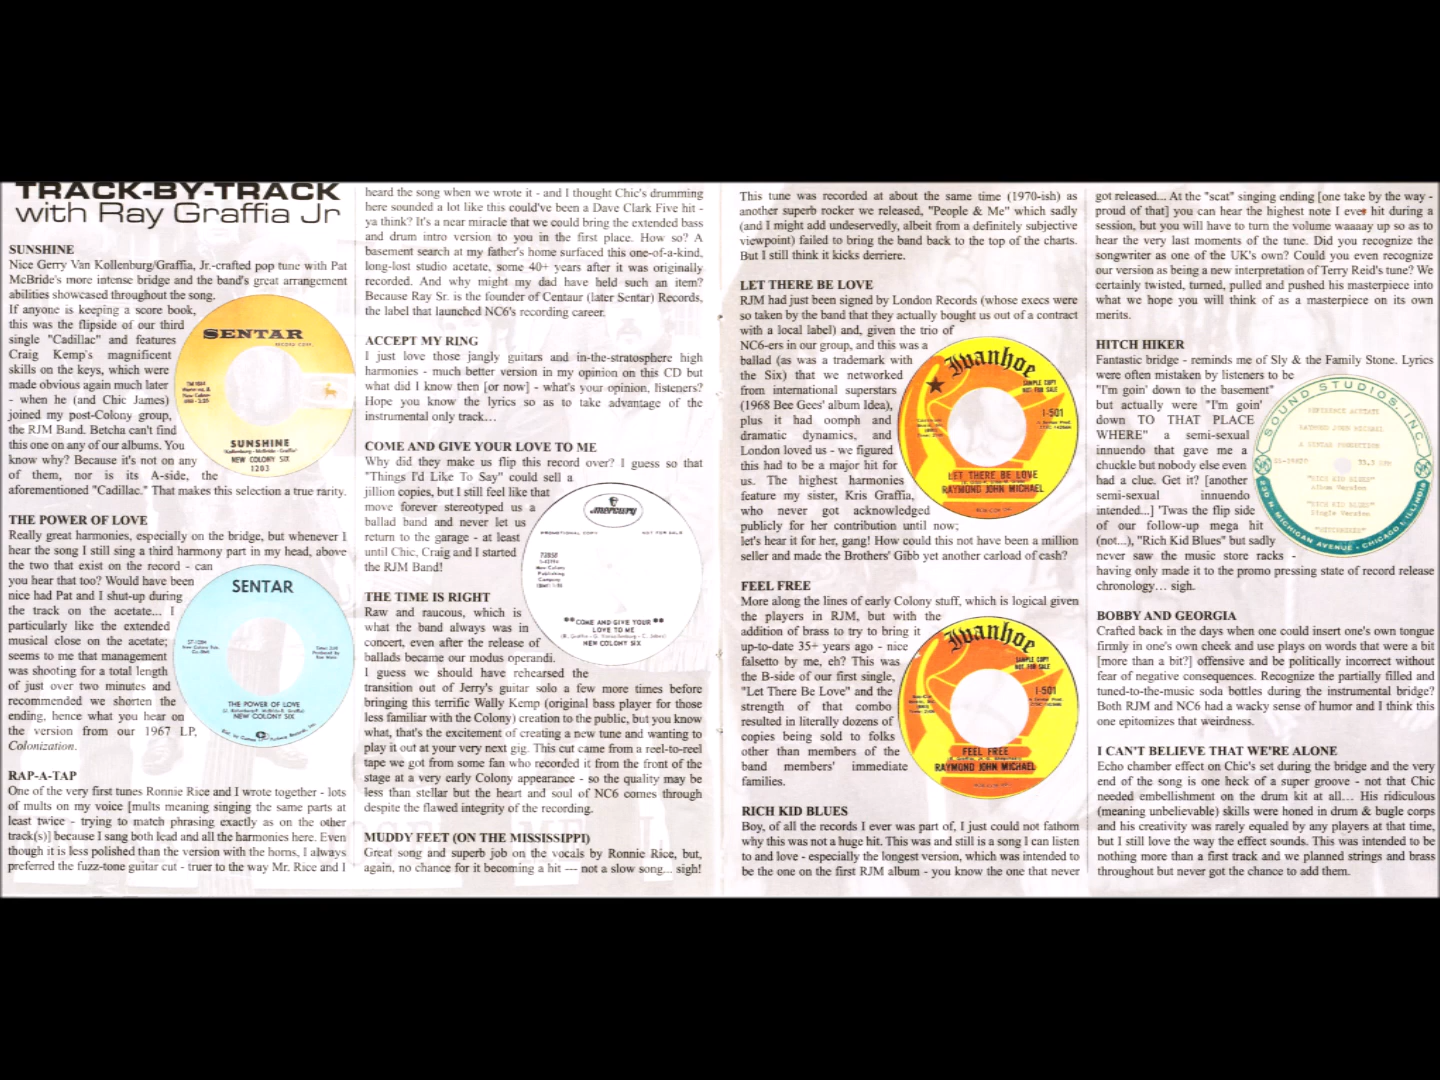 TRACK-BY-TRACK
with Ray Graffia Jr
SUNSHINE
Nice Gerry Van Kollenburg/Graffia, Jr.-crafted pop tune with Pat
McBride's more intense bridge and the band's great arrangement
abilities showcased throughout the song.
If anyone is keeping a score book,
this was the flipside of our third
single "Cadillac" and features
Craig Kemp's magnificent
skills on the keys, which were
made obvious again much later
- when he (and Chic James)
joined my post-Colony group,
the RJM Band. Betcha can't find
this one on any of our albums. You
know why? Because it's not on any
of them, nor is its A-side, the
aforementioned "Cadillac." That makes this selection a true rarity.
SENTAR
RECORD CORP.
SUNSHINE
NEW COLONY SIX
1203
THE POWER OF LOVE
Really great harmonies, especially on the bridge, but whenever I
hear the song I still sing a third harmony part in my head, above
the two that exist on the record - can
you hear that too? Would have been
nice had Pat and I shut-up during
the track on the acetate... I
particularly like the extended
musical close on the acetate;
seems to me that management
was shooting for a total length
of just over two minutes and
recommended we shorten the
ending, hence what you hear on
the version from our 1967 LP,
Colonization.
SENTAR
THE POWER OF LOVE
NEW COLONY SIX
RAP-A-TAP
One of the very first tunes Ronnie Rice and I wrote together - lots
of mults on my voice [mults meaning singing the same parts at
least twice - trying to match phrasing exactly as on the other
track(s)] because I sang both lead and all the harmonies here. Even
though it is less polished than the version with the horns, I always
preferred the fuzz-tone guitar cut - truer to the way Mr. Rice and I
heard the song when we wrote it - and I thought Chic's drumming
here sounded a lot like this could've been a Dave Clark Five hit -
ya think? It's a near miracle that we could bring the extended bass
and drum intro version to you in the first place. How so? A
basement search at my father's home surfaced this one-of-a-kind,
long-lost studio acetate, some 40+ years after it was originally
recorded. And why might my dad have held such an item?
Because Ray Sr. is the founder of Centaur (later Sentar) Records,
the label that launched NC6's recording career.
ACCEPT MY RING
I just love those jangly guitars and in-the-stratosphere high
harmonies - much better version in my opinion on this CD but
what did I know then [or now] - what's your opinion, listeners?
Hope you know the lyrics so as to take advantage of the
instrumental only track…
COME AND GIVE YOUR LOVE TO ME
Why did they make us flip this record over? I guess so that
"Things I'd Like To Say" could sell a
jillion copies, but I still feel like that
move forever stereotyped us a
ballad band and never let us
return to the garage - at least
until Chic, Craig and I started
the RJM Band!
mercury
PROMOTIONAL COPY
NOT FOR SALE
**COME AND GIVE YOUR**
LOVE TO ME
NEW COLONY SIX
THE TIME IS RIGHT
Raw and raucous, which is
what the band always was in
concert, even after the release of
ballads became our modus operandi.
I guess we should have rehearsed the
transition out of Jerry's guitar solo a few more times before
bringing this terrific Wally Kemp (original bass player for those
less familiar with the Colony) creation to the public, but you know
what, that's the excitement of creating a new tune and wanting to
play it out at your very next gig. This cut came from a reel-to-reel
tape we got from some fan who recorded it from the front of the
stage at a very early Colony appearance - so the quality may be
less than stellar but the heart and soul of NC6 comes through
despite the flawed integrity of the recording.
MUDDY FEET (ON THE MISSISSIPPI)
Great song and superb job on the vocals by Ronnie Rice, but,
again, no chance for it becoming a hit --- not a slow song... sigh!
This tune was recorded at about the same time (1970-ish) as
another superb rocker we released, "People & Me" which sadly
(and I might add undeservedly, albeit from a definitely subjective
viewpoint) failed to bring the band back to the top of the charts.
But I still think it kicks derriere.
LET THERE BE LOVE
RJM had just been signed by London Records (whose execs were
so taken by the band that they actually bought us out of a contract
with a local label) and, given the trio of
NC6-ers in our group, and this was a
ballad (as was a trademark with
the Six) that we networked
from international superstars
(1968 Bee Gees' album Idea),
plus it had oomph and
dramatic dynamics, and
London loved us - we figured
this had to be a major hit for
us. The highest harmonies
feature my sister, Kris Graffia,
who never got acknowledged
publicly for her contribution until now;
let's hear it for her, gang! How could this not have been a million
seller and made the Brothers' Gibb yet another carload of cash?
Ivanhoe
SAMPLE COPY
NOT FOR SALE
I-501
LET THERE BE LOVE
RAYMOND JOHN MICHAEL
FEEL FREE
More along the lines of early Colony stuff, which is logical given
the players in RJM, but with the
addition of brass to try to bring it
up-to-date 35+ years ago - nice
falsetto by me, eh? This was
the B-side of our first single,
"Let There Be Love" and the
strength of that combo
resulted in literally dozens of
copies being sold to folks
other than members of the
band members' immediate
families.
Ivanhoe
SAMPLE COPY
NOT FOR SALE
I-501
FEEL FREE
RAYMOND JOHN MICHAEL
RICH KID BLUES
Boy, of all the records I ever was part of, I just could not fathom
why this was not a huge hit. This was and still is a song I can listen
to and love - especially the longest version, which was intended to
be the one on the first RJM album - you know the one that never
got released... At the "scat" singing ending [one take by the way -
proud of that] you can hear the highest note I ever hit during a
session, but you will have to turn the volume waaaay up so as to
hear the very last moments of the tune. Did you recognize the
songwriter as one of the UK's own? Could you even recognize
our version as being a new interpretation of Terry Reid's tune? We
certainly twisted, turned, pulled and pushed his masterpiece into
what we hope you will think of as a masterpiece on its own
merits.
HITCH HIKER
Fantastic bridge - reminds me of Sly & the Family Stone. Lyrics
were often mistaken by listeners to be
"I'm goin' down to the basement"
but actually were "I'm goin'
down TO THAT PLACE
WHERE" a semi-sexual
innuendo that gave me a
chuckle but nobody else even
had a clue. Get it? [another
semi-sexual innuendo
intended...] 'Twas the flip side
of our follow-up mega hit
(not...), "Rich Kid Blues" but sadly
never saw the music store racks -
having only made it to the promo pressing state of record release
chronology… sigh.
SOUND STUDIOS, INC.
REFERENCE ACETATE
RAYMOND JOHN MICHAEL
A SENTAR PRODUCTION
33.3
"RICH KID BLUES"
Album Version
"RICH KID BLUES"
Single Version
"HITCHHIKER"
230 N. MICHIGAN AVENUE • CHICAGO 1, ILLINOIS
BOBBY AND GEORGIA
Crafted back in the days when one could insert one's own tongue
firmly in one's own cheek and use plays on words that were a bit
[more than a bit?] offensive and be politically incorrect without
fear of negative consequences. Recognize the partially filled and
tuned-to-the-music soda bottles during the instrumental bridge?
Both RJM and NC6 had a wacky sense of humor and I think this
one epitomizes that weirdness.
I CAN'T BELIEVE THAT WE'RE ALONE
Echo chamber effect on Chic's set during the bridge and the very
end of the song is one heck of a super groove - not that Chic
needed embellishment on the drum kit at all… His ridiculous
(meaning unbelievable) skills were honed in drum & bugle corps
and his creativity was rarely equaled by any players at that time,
but I still love the way the effect sounds. This was intended to be
nothing more than a first track and we planned strings and brass
throughout but never got the chance to add them.